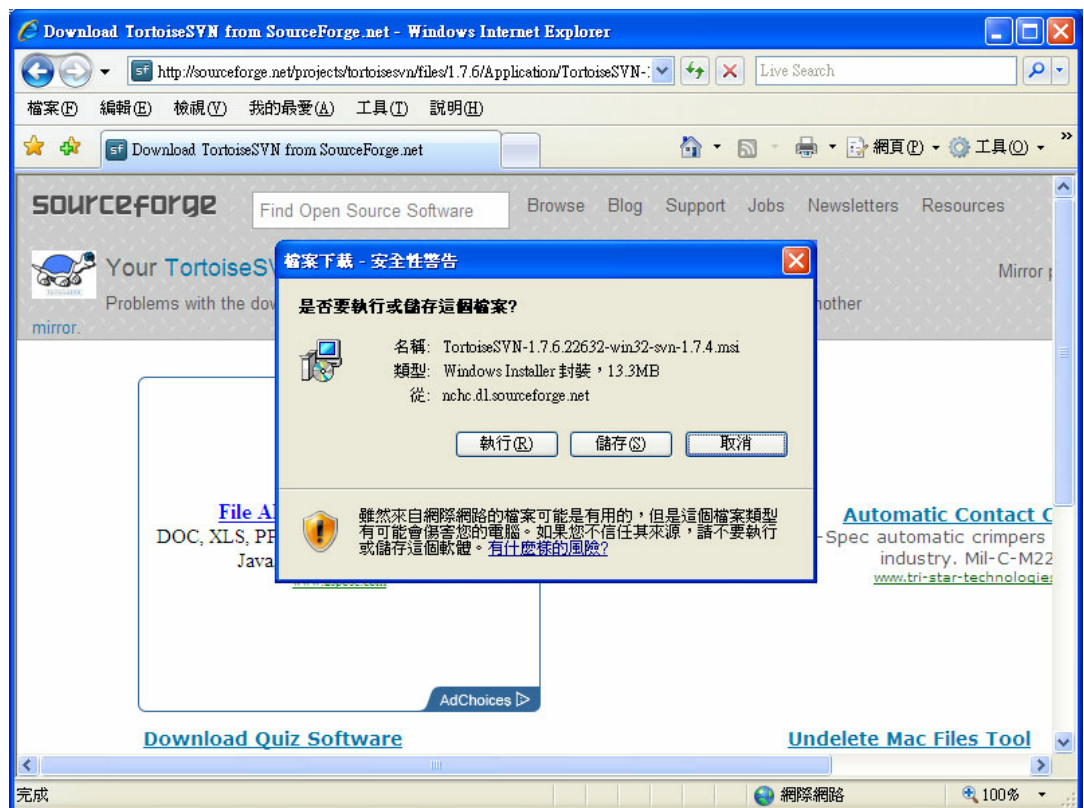 Download TortoiseSVN from SourceForge.net - Windows Internet Explorer
http://sourceforge.net/projects/tortoisesvn/files/1.7.6/Application/TortoiseSVN-
Live Search
檔案(F) 編輯(E) 檢視(V) 我的最愛(A) 工具(T) 說明(H)
Download TortoiseSVN from SourceForge.net
網頁(P) 工具(O)
sourceforge
Find Open Source Software
Browse Blog Support Jobs Newsletters Resources
Your TortoiseSV
Mirror
Problems with the
nother
mirror.
檔案下載 - 安全性警告
是否要執行或儲存這個檔案?
名稱: TortoiseSVN-1.7.6.22632-win32-svn-1.7.4.msi
類型: Windows Installer 封裝，13.3MB
從: nchc.dl.sourceforge.net
執行(R) 儲存(S) 取消
雖然來自網際網路的檔案可能是有用的，但是這個檔案類型
有可能會傷害您的電腦。如果您不信任其來源，請不要執行
或儲存這個軟體。有什麼樣的風險?
File
DOC, XLS,
Java
Automatic Contact C
-Spec automatic crimpers
industry. Mil-C-M22
www.tri-star-technologies
AdChoices
Download Quiz Software
Undelete Mac Files Tool
完成
網際網路
100%